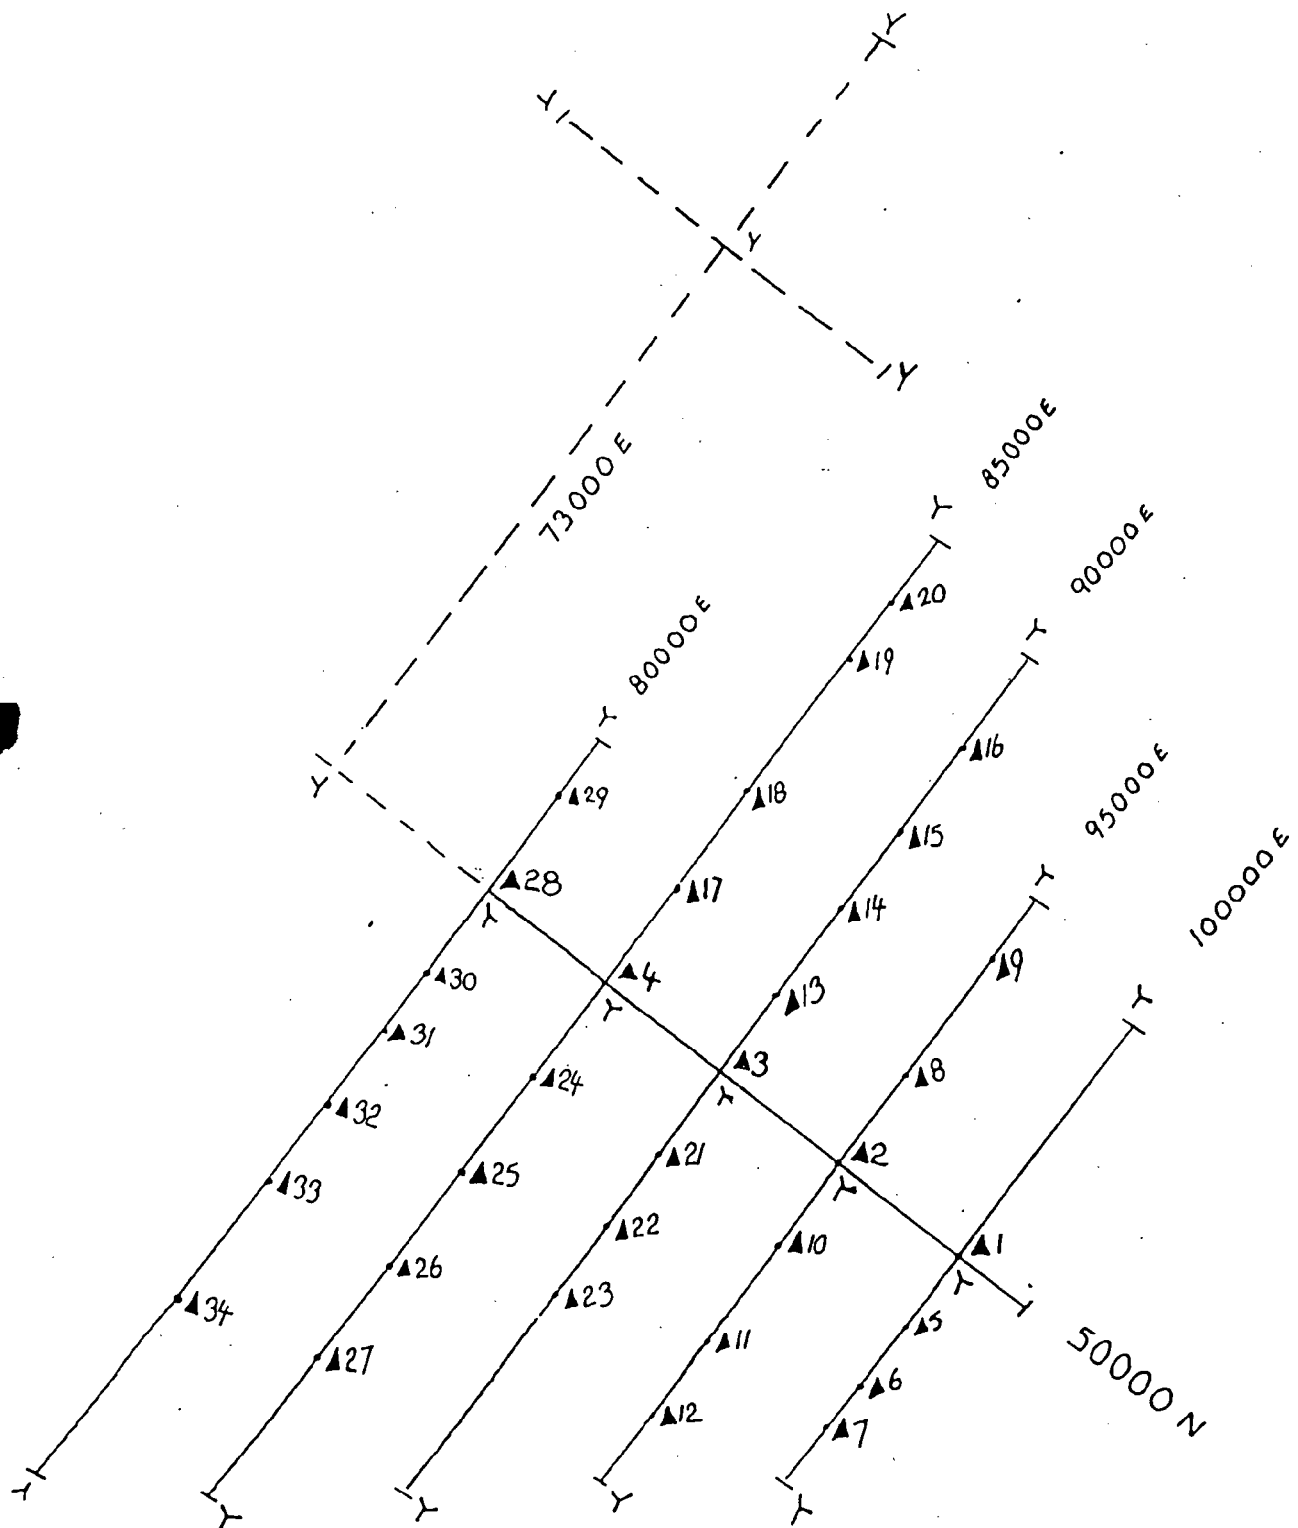 Y
Y
Y
Y
85000E
73000E
Y
90000E
▲20
80000E
Y
▲19
Y
▲16
95000E
Y
▲29
▲18
▲15
100000E
▲28
Y
▲17
▲14
Y
▲9
▲30
▲4
▲13
Y
Y
▲31
▲3
▲8
▲24
Y
▲32
▲21
▲2
▲25
Y
▲33
▲22
▲10
▲1
▲26
Y
▲23
▲34
▲5
▲11
50000N
▲27
▲6
▲12
▲7
Y
Y
Y
Y
Y